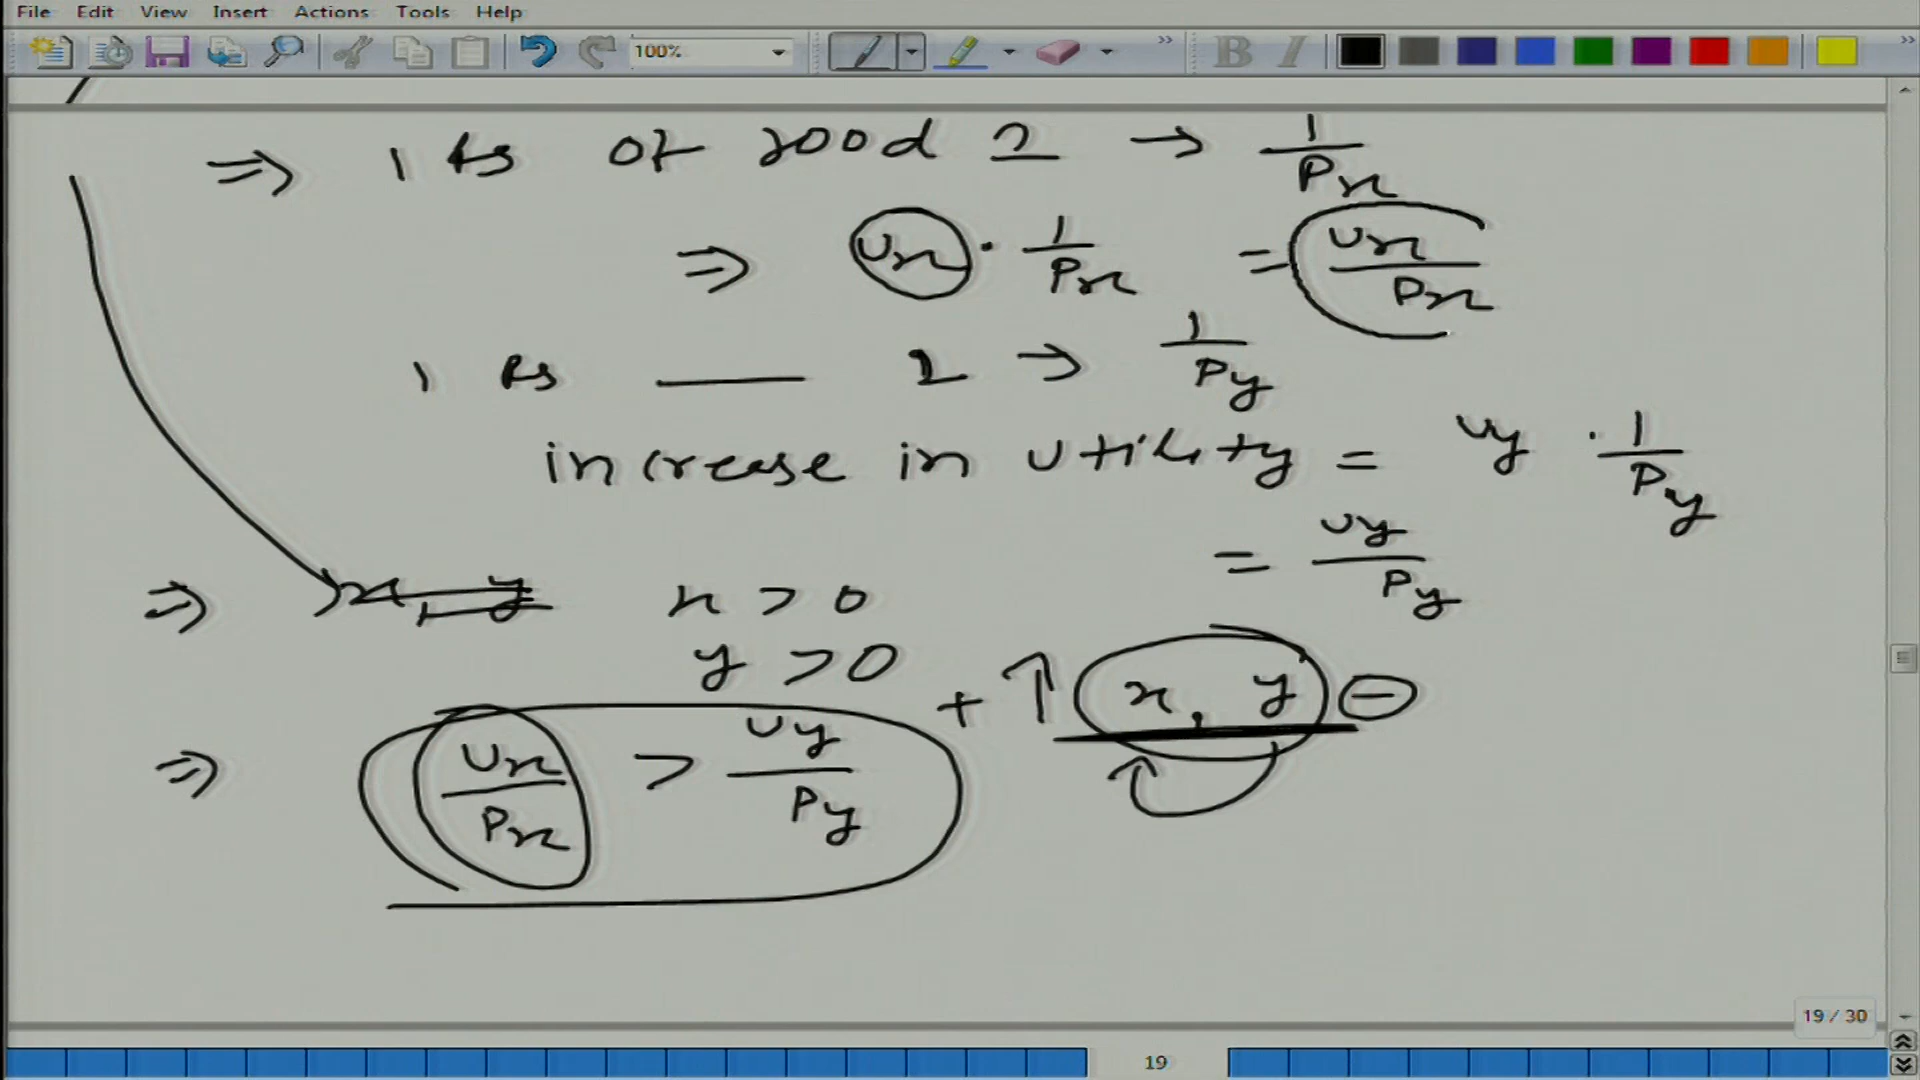 File Edit View Insert Actions Tools Help
100% B I
⇒ 1 Rs of good 1 → 1/Px
⇒ Ux · 1/Px = Ux/Px
1 Rs — 2 → 1/Py
increase in utility = Uy · 1/Py
= Uy/Py
⇒ x, y x > 0
y > 0
+ ↑ x, y ⊖
⇒ Ux/Px > Uy/Py
19 / 30
19